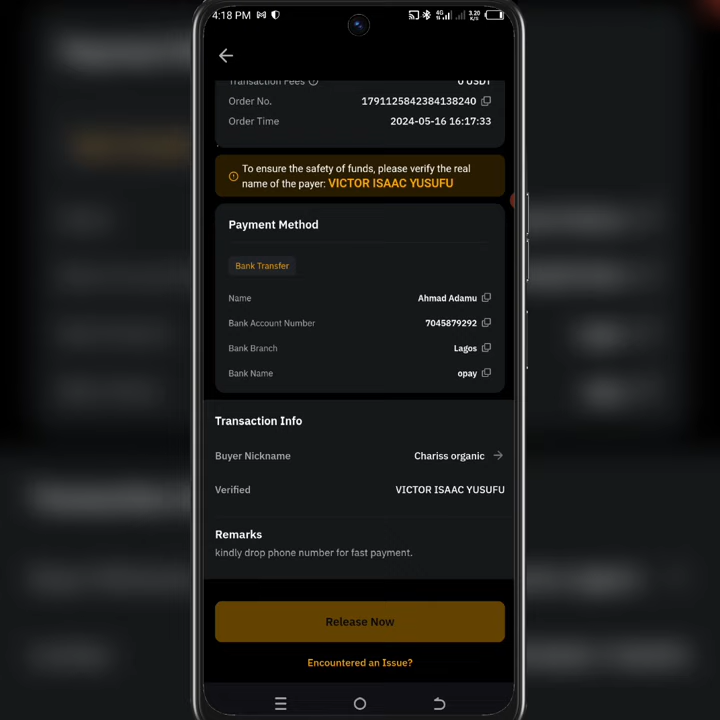 4:18 PM
4G
3.20
K/s
Transaction Fees 0 USDT
Order No. 1791125842384138240
Order Time 2024-05-16 16:17:33
To ensure the safety of funds, please verify the real
name of the payer: VICTOR ISAAC YUSUFU
Payment Method
Bank Transfer
Name Ahmad Adamu
Bank Account Number 7045879292
Bank Branch Lagos
Bank Name opay
Transaction Info
Buyer Nickname Chariss organic
Verified VICTOR ISAAC YUSUFU
Remarks
kindly drop phone number for fast payment.
Release Now
Encountered an Issue?